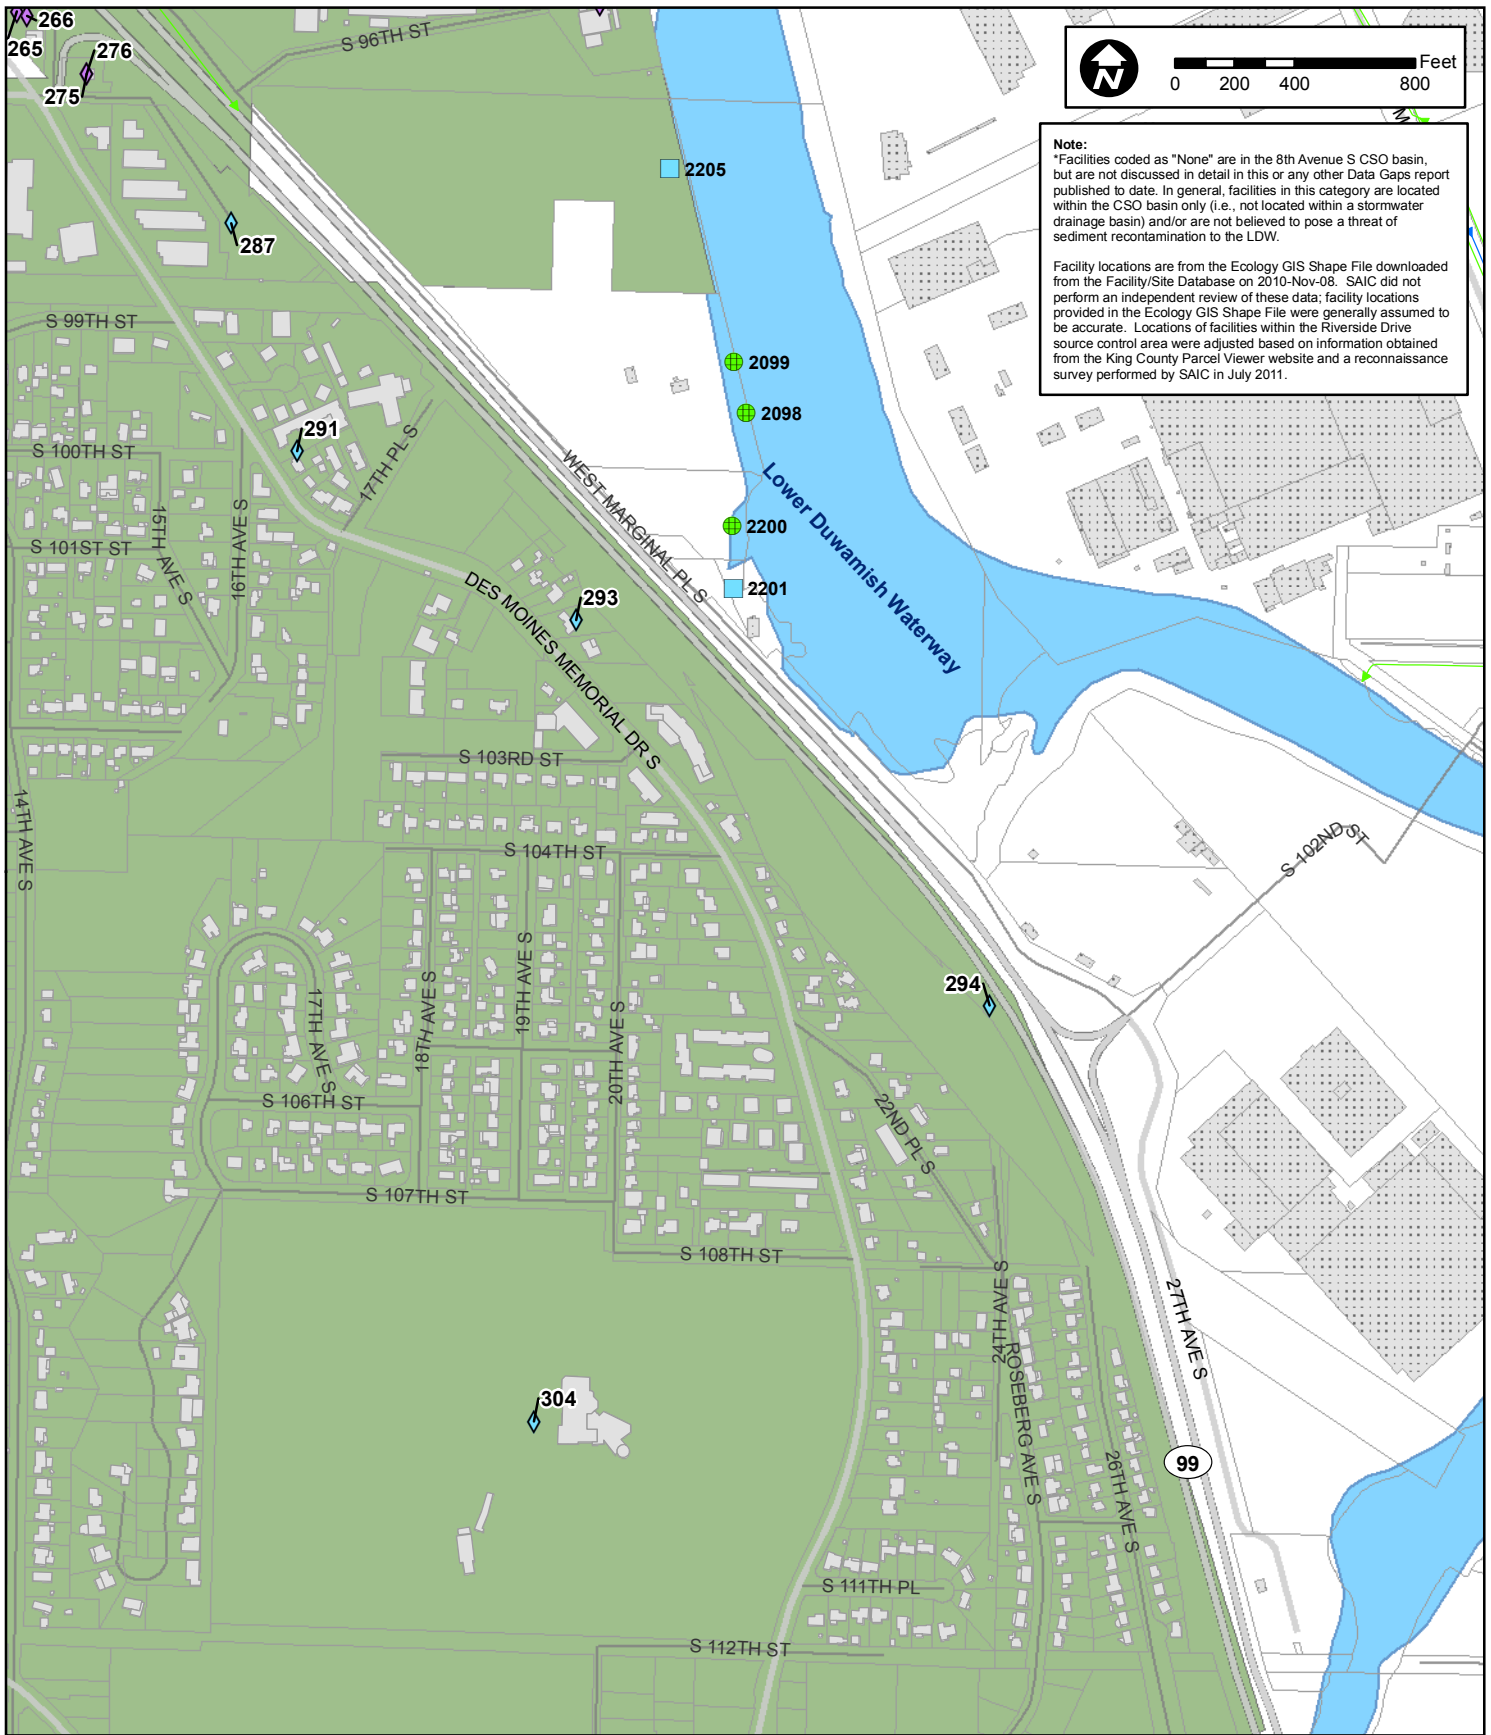 266
265
276
275
S 96TH ST
M
N
Feet
0 200 400 800
Note:
*Facilities coded as "None" are in the 8th Avenue S CSO basin,
but are not discussed in detail in this or any other Data Gaps report
published to date. In general, facilities in this category are located
within the CSO basin only (i.e., not located within a stormwater
drainage basin) and/or are not believed to pose a threat of
sediment recontamination to the LDW.
Facility locations are from the Ecology GIS Shape File downloaded
from the Facility/Site Database on 2010-Nov-08. SAIC did not
perform an independent review of these data; facility locations
provided in the Ecology GIS Shape File were generally assumed to
be accurate. Locations of facilities within the Riverside Drive
source control area were adjusted based on information obtained
from the King County Parcel Viewer website and a reconnaissance
survey performed by SAIC in July 2011.
2205
287
S 99TH ST
2099
2098
291
S 100TH ST
17TH PL S
WEST MARGINAL PL S
Lower Duwamish Waterway
15TH AVE S
16TH AVE S
2200
S 101ST ST
2201
DES MOINES MEMORIAL DR S
293
S 103RD ST
14TH AVE S
S 102ND ST
S 104TH ST
17TH AVE S
18TH AVE S
19TH AVE S
20TH AVE S
294
S 106TH ST
22ND PL S
S 107TH ST
S 108TH ST
24TH AVE S
27TH AVE S
ROSEBERG AVE S
304
26TH AVE S
99
S 111TH PL
S 112TH ST